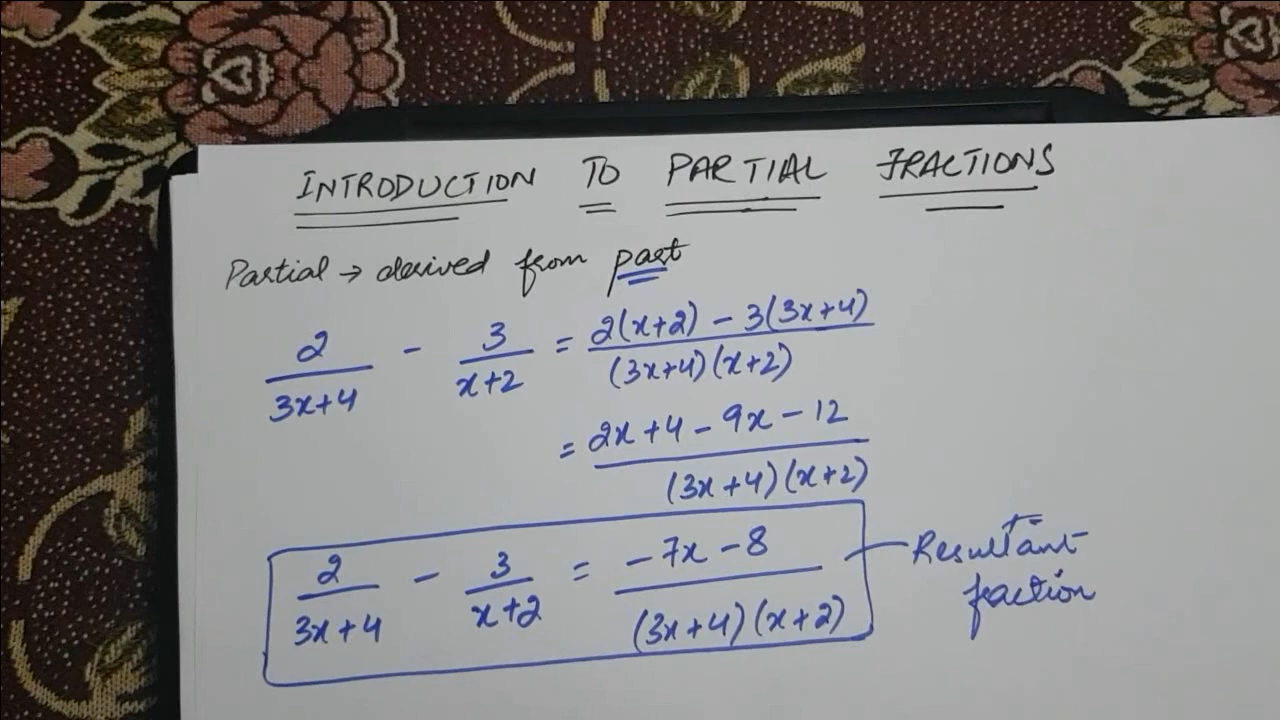 INTRODUCTION TO PARTIAL FRACTIONS
Partial → derived from part
2/(3x+4) - 3/(x+2) = (2(x+2) - 3(3x+4))/((3x+4)(x+2))
= (2x+4-9x-12)/((3x+4)(x+2))
2/(3x+4) - 3/(x+2) = (-7x-8)/((3x+4)(x+2)) — Resultant
fraction